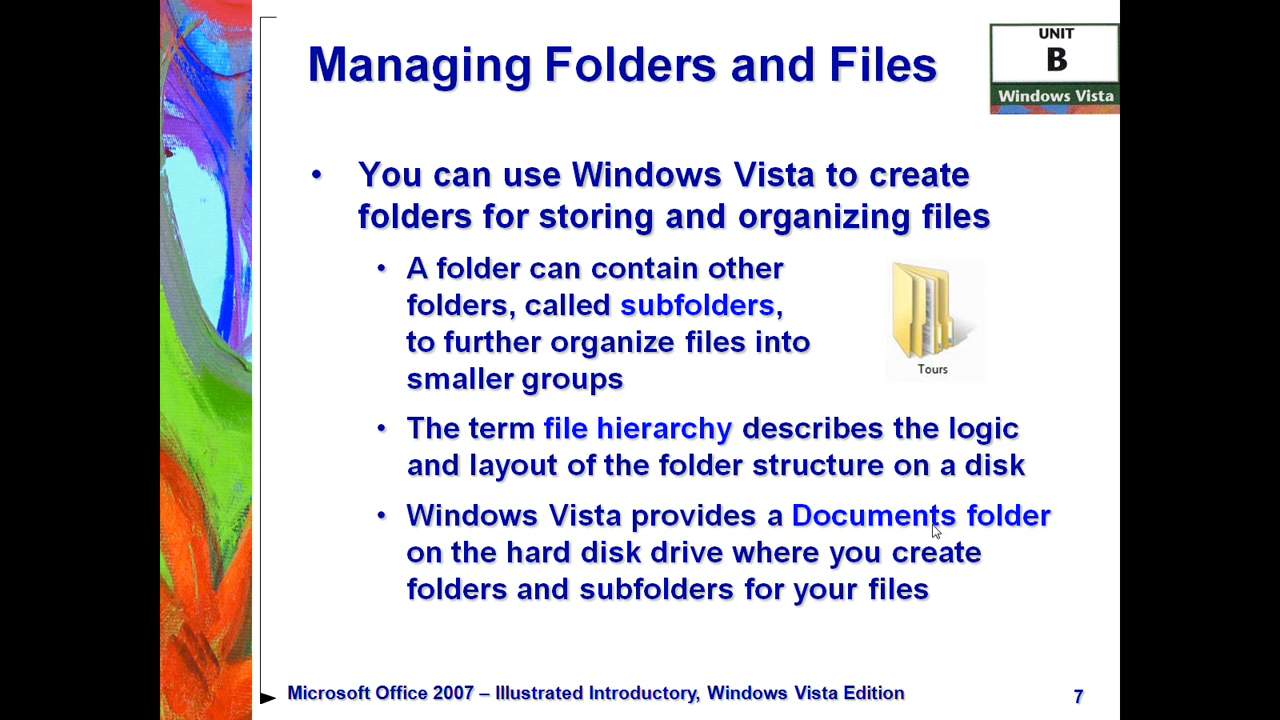 Managing Folders and Files
UNIT
B
Windows Vista
• You can use Windows Vista to create
folders for storing and organizing files
• A folder can contain other
folders, called subfolders,
to further organize files into
smaller groups
Tours
• The term file hierarchy describes the logic
and layout of the folder structure on a disk
• Windows Vista provides a Documents folder
on the hard disk drive where you create
folders and subfolders for your files
Microsoft Office 2007 – Illustrated Introductory, Windows Vista Edition
7